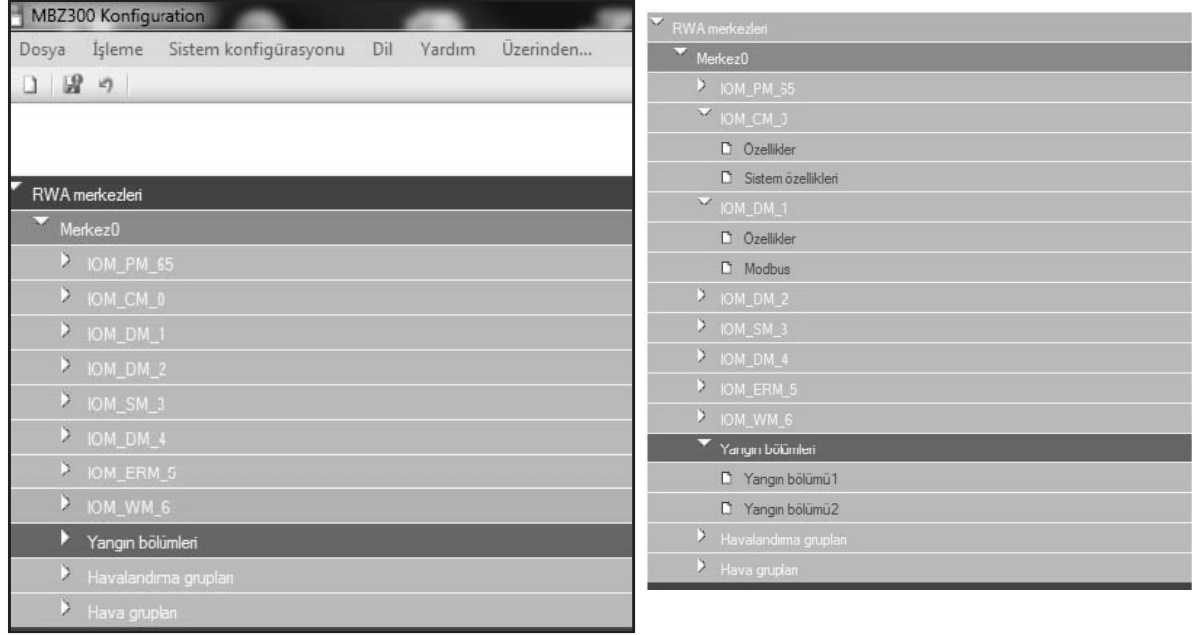 MBZ300 Konfiguration
Dosya İşleme Sistem konfigürasyonu Dil Yardım Üzerinden...
RWA merkezleri
Merkez0
IOM_PM_65
IOM_CM_0
IOM_DM_1
IOM_DM_2
IOM_SM_3
IOM_DM_4
IOM_ERM_5
IOM_WM_6
Yangın bölümleri
Havalandırma grupları
Hava grupları
RWA merkezleri
Merkez0
IOM_PM_65
IOM_CM_0
Özellikler
Sistem özellikleri
IOM_DM_1
Özellikler
Modbus
IOM_DM_2
IOM_SM_3
IOM_DM_4
IOM_ERM_5
IOM_WM_6
Yangın bölümleri
Yangın bölümü1
Yangın bölümü2
Havalandırma grupları
Hava grupları